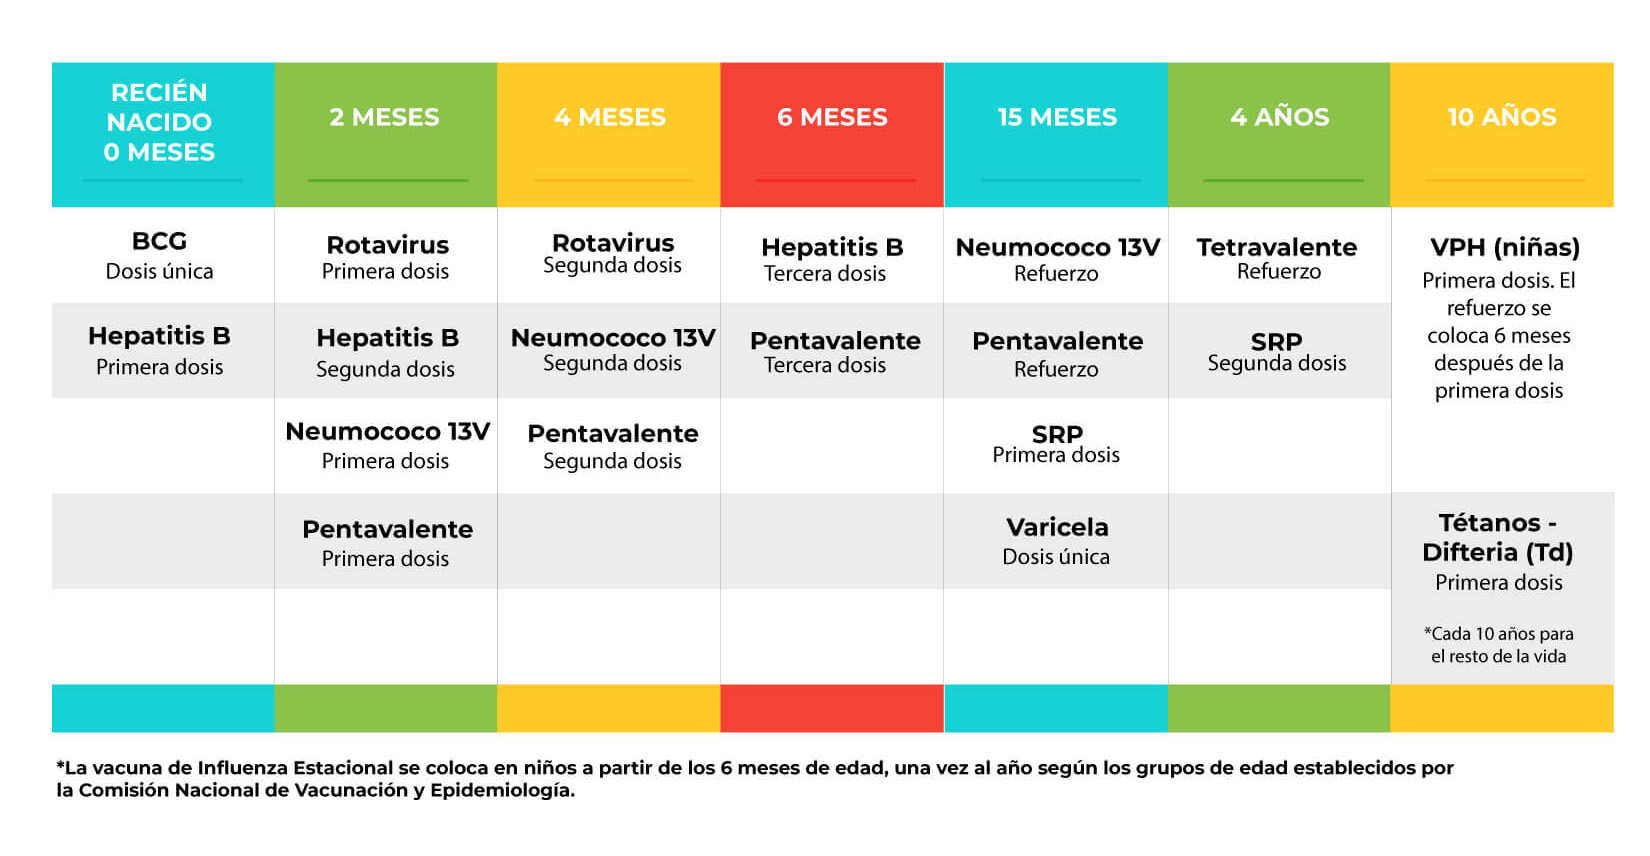 RECIÉN
NACIDO
0 MESES
2 MESES
4 MESES
6 MESES
15 MESES
4 AÑOS
10 AÑOS
BCG
Dosis única
Rotavirus
Primera dosis
Rotavirus
Segunda dosis
Hepatitis B
Tercera dosis
Neumococo 13V
Refuerzo
Tetravalente
Refuerzo
VPH (niñas)
Primera dosis. El
refuerzo se
coloca 6 meses
después de la
primera dosis
Hepatitis B
Primera dosis
Hepatitis B
Segunda dosis
Neumococo 13V
Segunda dosis
Pentavalente
Tercera dosis
Pentavalente
Refuerzo
SRP
Segunda dosis
Neumococo 13V
Primera dosis
Pentavalente
Segunda dosis
SRP
Primera dosis
Pentavalente
Primera dosis
Varicela
Dosis única
Tétanos -
Difteria (Td)
Primera dosis
*Cada 10 años para
el resto de la vida
*La vacuna de Influenza Estacional se coloca en niños a partir de los 6 meses de edad, una vez al año según los grupos de edad establecidos por
la Comisión Nacional de Vacunación y Epidemiología.